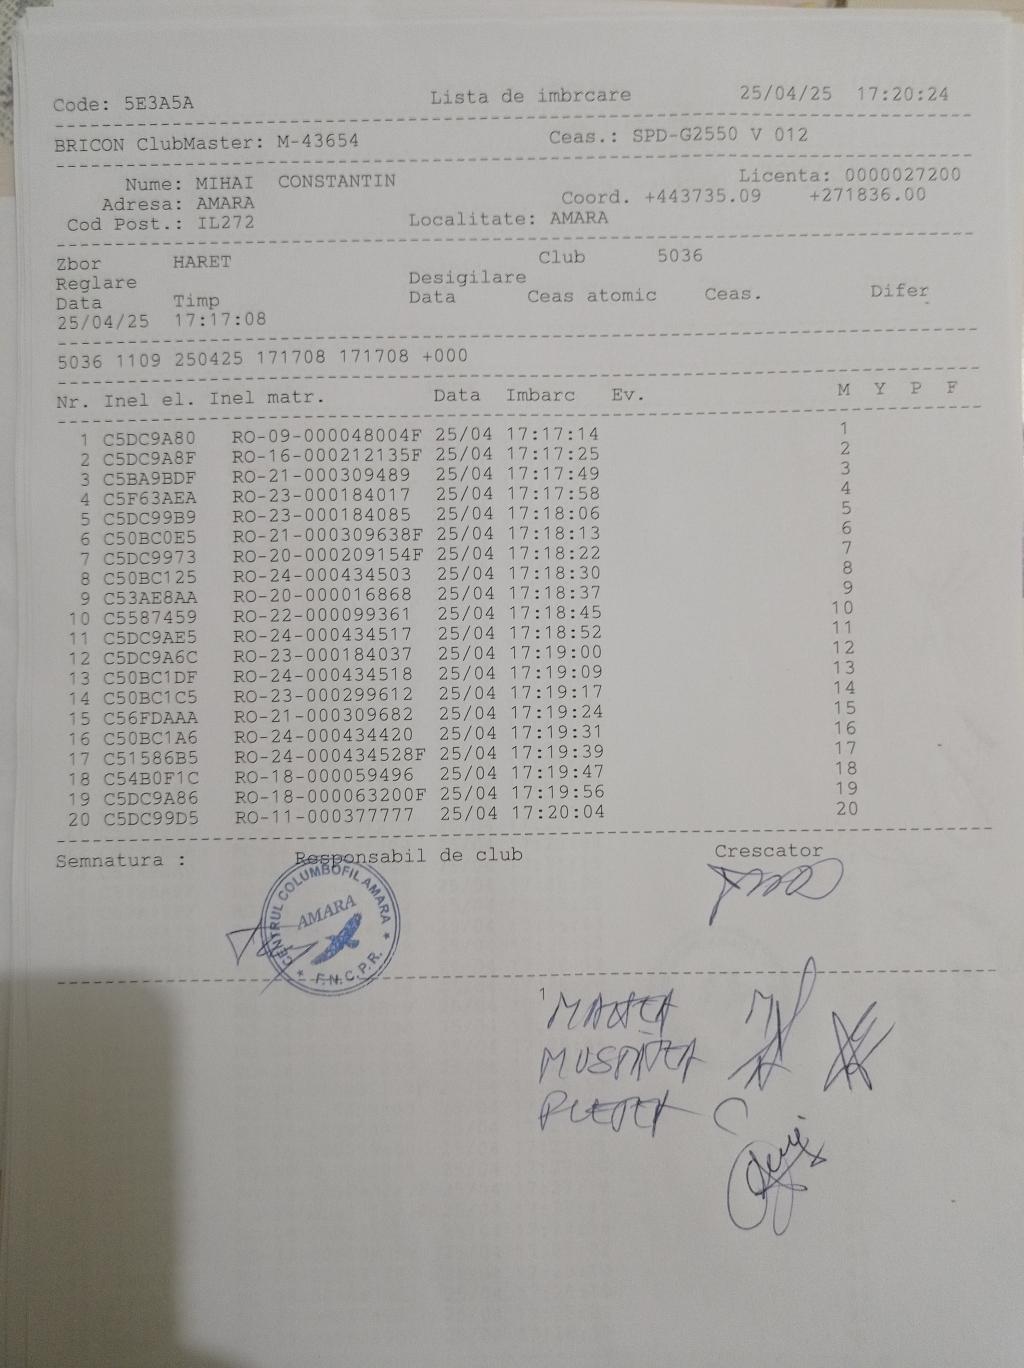 Code: 5E3A5A Lista de imbrcare 25/04/25 17:20:24
BRICON ClubMaster: M-43654 Ceas.: SPD-G2550 V 012
Nume: MIHAI CONSTANTIN Licenta: 0000027200
Adresa: AMARA Coord. +443735.09 +271836.00
Cod Post.: IL272 Localitate: AMARA
Zbor HARET Club 5036
Reglare Desigilare
Data Timp Data Ceas atomic Ceas. Difer
25/04/25 17:17:08
5036 1109 250425 171708 171708 +000
Nr. Inel el. Inel matr. Data Imbarc Ev. M Y P F
1 C5DC9A80 RO-09-000048004F 25/04 17:17:14 1
2 C5DC9A8F RO-16-000212135F 25/04 17:17:25 2
3 C5BA9BDF RO-21-000309489 25/04 17:17:49 3
4 C5F63AEA RO-23-000184017 25/04 17:17:58 4
5 C5DC99B9 RO-23-000184085 25/04 17:18:06 5
6 C50BC0E5 RO-21-000309638F 25/04 17:18:13 6
7 C5DC9973 RO-20-000209154F 25/04 17:18:22 7
8 C50BC125 RO-24-000434503 25/04 17:18:30 8
9 C53AE8AA RO-20-000016868 25/04 17:18:37 9
10 C5587459 RO-22-000099361 25/04 17:18:45 10
11 C5DC9AE5 RO-24-000434517 25/04 17:18:52 11
12 C5DC9A6C RO-23-000184037 25/04 17:19:00 12
13 C50BC1DF RO-24-000434518 25/04 17:19:09 13
14 C50BC1C5 RO-23-000299612 25/04 17:19:17 14
15 C56FDAAA RO-21-000309682 25/04 17:19:24 15
16 C50BC1A6 RO-24-000434420 25/04 17:19:31 16
17 C51586B5 RO-24-000434528F 25/04 17:19:39 17
18 C54B0F1C RO-18-000059496 25/04 17:19:47 18
19 C5DC9A86 RO-18-000063200F 25/04 17:19:56 19
20 C5DC99D5 RO-11-000377777 25/04 17:20:04 20
Semnatura : Responsabil de club Crescator
CENTRUL COLUMBOFIL AMARA
AMARA
F.N.C.P.R.
1